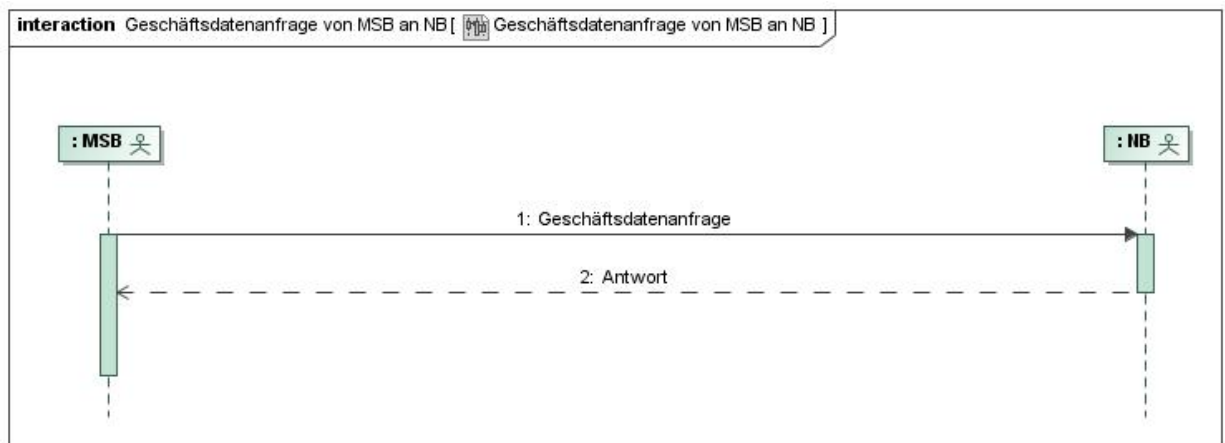 interaction Geschäftsdatenanfrage von MSB an NB [ Geschäftsdatenanfrage von MSB an NB ]
: MSB
: NB
1: Geschäftsdatenanfrage
2: Antwort